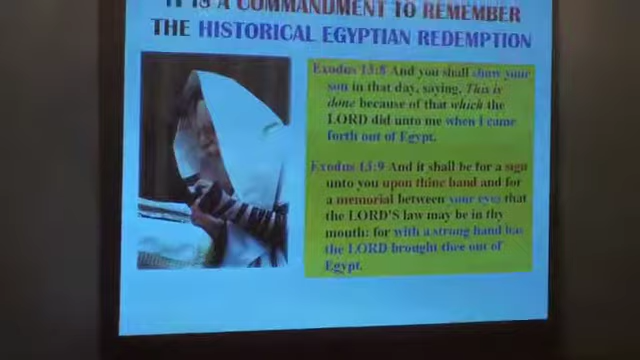 IT IS A COMMANDMENT TO REMEMBER
THE HISTORICAL EGYPTIAN REDEMPTION
Exodus 13:8 And you shall show your
son in that day, saying, This is
done because of that which the
LORD did unto me when I came
forth out of Egypt.
Exodus 13:9 And it shall be for a sign
unto you upon thine hand and for
a memorial between your eyes that
the LORD'S law may be in thy
mouth: for with a strong hand has
the LORD brought thee out of
Egypt.